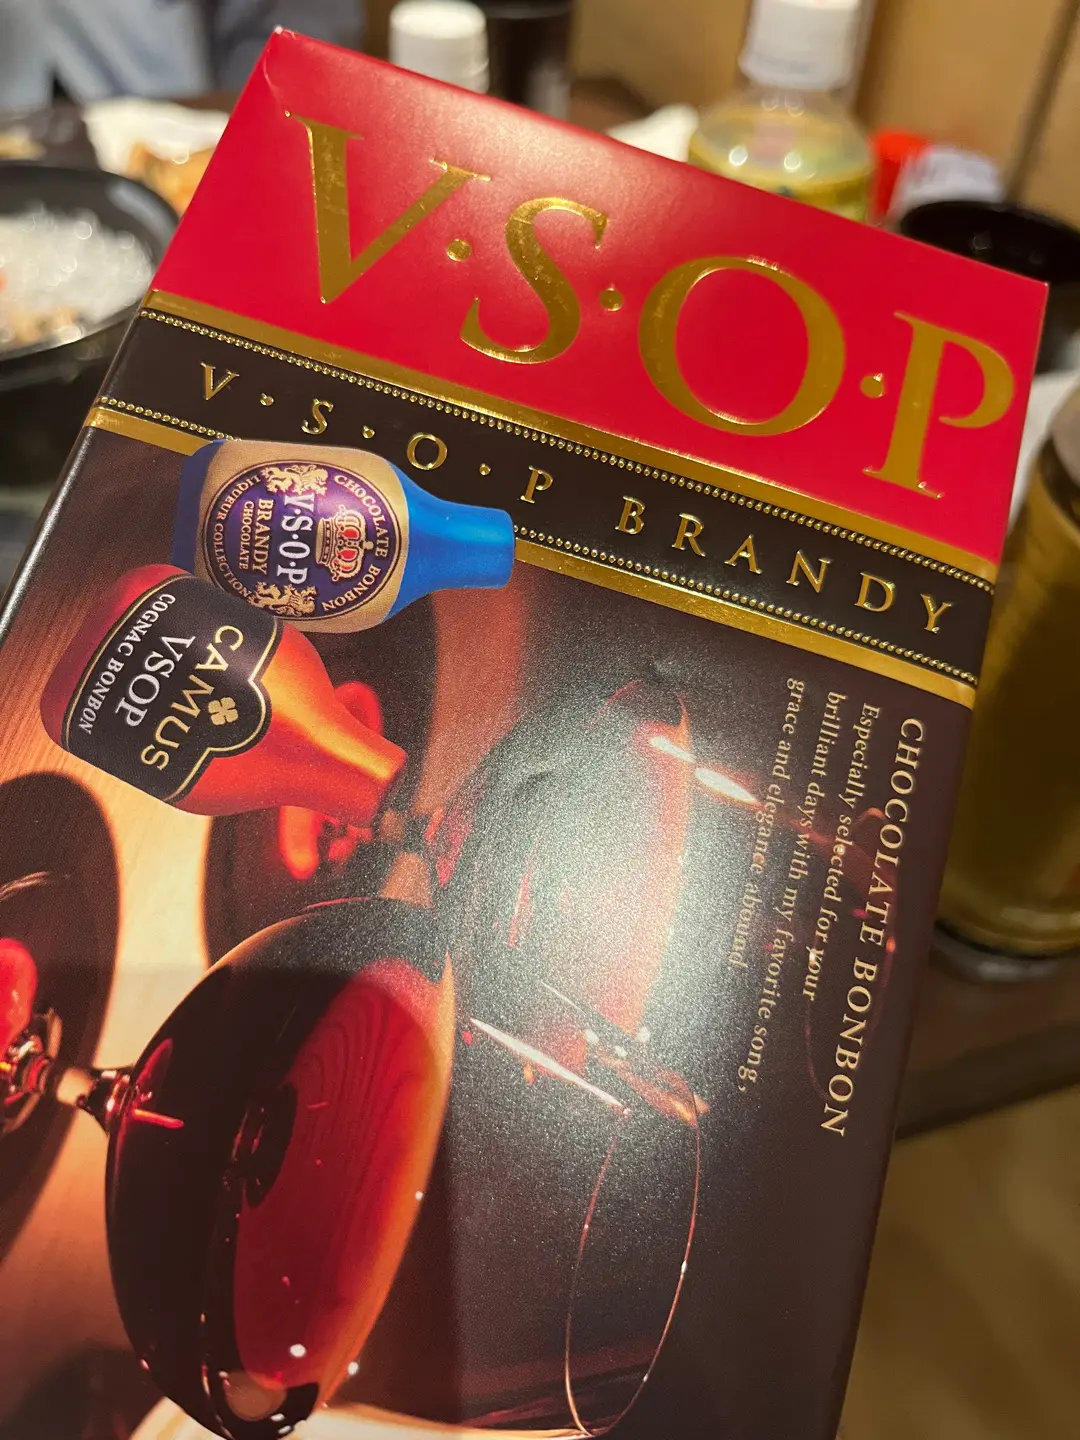 V·S·O·P
V·S·O·P BRANDY
CHOCOLATE BONBON
V·S·O·P
BRANDY
CHOCOLATE
LIQUEUR COLLECTION
CAMUS
VSOP
COGNAC BONBON
CHOCOLATE BONBON
Especially selected for your
brilliant days with my favorite song,
grace and elegance abound.